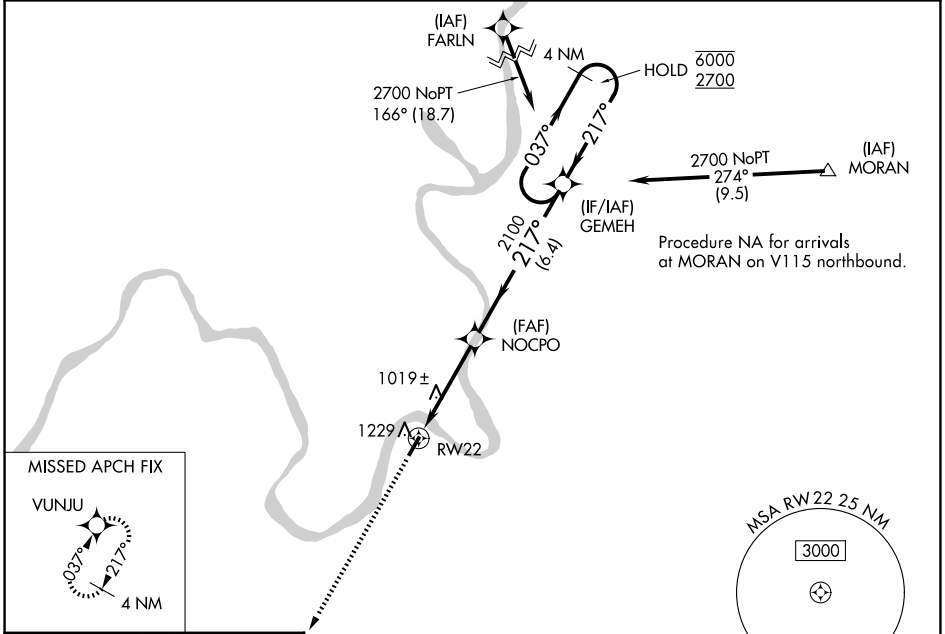 (IAF)
FARLN
4 NM
HOLD 6000
2700
2700 NoPT
166° (18.7)
037°
217°
2700 NoPT
274°
(9.5)
(IAF)
MORAN
(IF/IAF)
GEMEH
2100
217°
(6.4)
Procedure NA for arrivals
at MORAN on V115 northbound.
(FAF)
NOCPO
1019 ±
1229
RW22
MISSED APCH FIX
VUNJU
037°
217°
4 NM
MSA RW 22 25 NM
3000